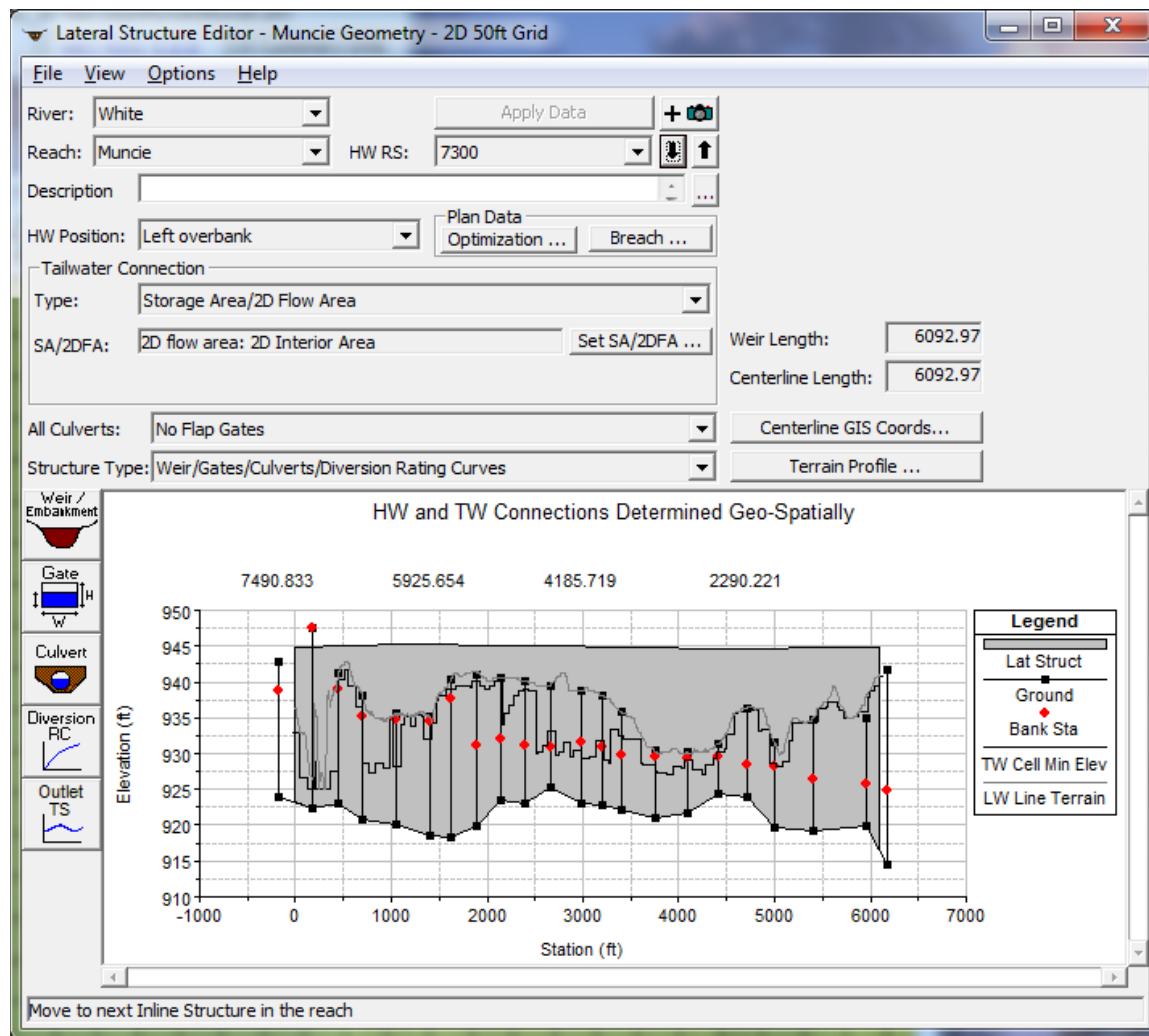 Lateral Structure Editor - Muncie Geometry - 2D 50ft Grid
File View Options Help
River: White Apply Data
Reach: Muncie HW RS: 7300
Description ...
HW Position: Left overbank Plan Data Optimization ... Breach ...
Tailwater Connection
Type: Storage Area/2D Flow Area
SA/2DFA: 2D flow area: 2D Interior Area Set SA/2DFA ... Weir Length: 6092.97
Centerline Length: 6092.97
All Culverts: No Flap Gates Centerline GIS Coords...
Structure Type: Weir/Gates/Culverts/Diversion Rating Curves Terrain Profile ...
Weir /
Embankment
Gate
H
W
Culvert
Diversion
RC
Outlet
TS
HW and TW Connections Determined Geo-Spatially
7490.833 5925.654 4185.719 2290.221
950
945
940
935
930
925
920
915
910
Elevation (ft)
-1000 0 1000 2000 3000 4000 5000 6000 7000
Station (ft)
Legend
Lat Struct
Ground
Bank Sta
TW Cell Min Elev
LW Line Terrain
Move to next Inline Structure in the reach